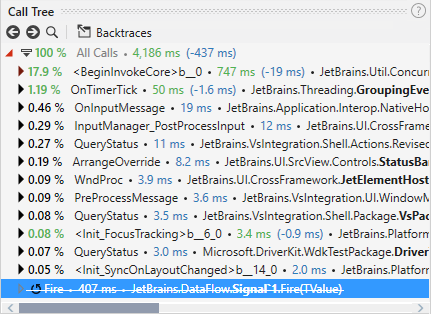 Call Tree
Backtraces
100 % All Calls • 4,186 ms (-437 ms)
17.9 % <BeginInvokeCore>b__0 • 747 ms (-19 ms) • JetBrains.Util.Concurre
1.19 % OnTimerTick • 50 ms (-1.6 ms) • JetBrains.Threading.GroupingEve
0.46 % OnInputMessage • 19 ms • JetBrains.Application.Interop.NativeHo
0.29 % InputManager_PostProcessInput • 12 ms • JetBrains.UI.CrossFrame
0.27 % QueryStatus • 11 ms • JetBrains.VsIntegration.Shell.Actions.Revised
0.19 % ArrangeOverride • 8.2 ms • JetBrains.UI.SrcView.Controls.StatusBa
0.09 % WndProc • 3.9 ms • JetBrains.UI.CrossFramework.JetElementHost
0.09 % PreProcessMessage • 3.6 ms • JetBrains.VsIntegration.UI.WindowM
0.08 % QueryStatus • 3.5 ms • JetBrains.VsIntegration.Shell.Package.VsPac
0.08 % <Init_FocusTracking>b__6_0 • 3.4 ms (-0.9 ms) • JetBrains.Platfor
0.07 % QueryStatus • 3.0 ms • Microsoft.DriverKit.WdkTestPackage.Driver
0.05 % <Init_SyncOnLayoutChanged>b__14_0 • 2.0 ms • JetBrains.Platfor
Fire • 407 ms • JetBrains.DataFlow.Signal`1.Fire(TValue)